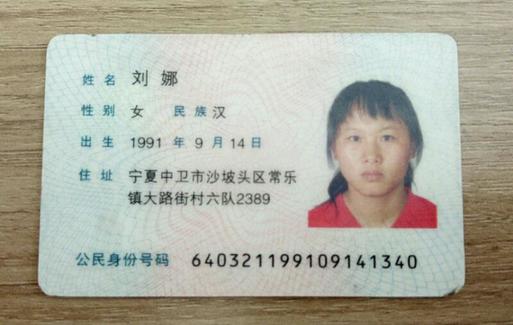 姓名 刘娜
性别 女 民族 汉
出生 1991 年 9 月 14 日
住址 宁夏中卫市沙坡头区常乐
镇大路街村六队2389
公民身份号码 640321199109141340